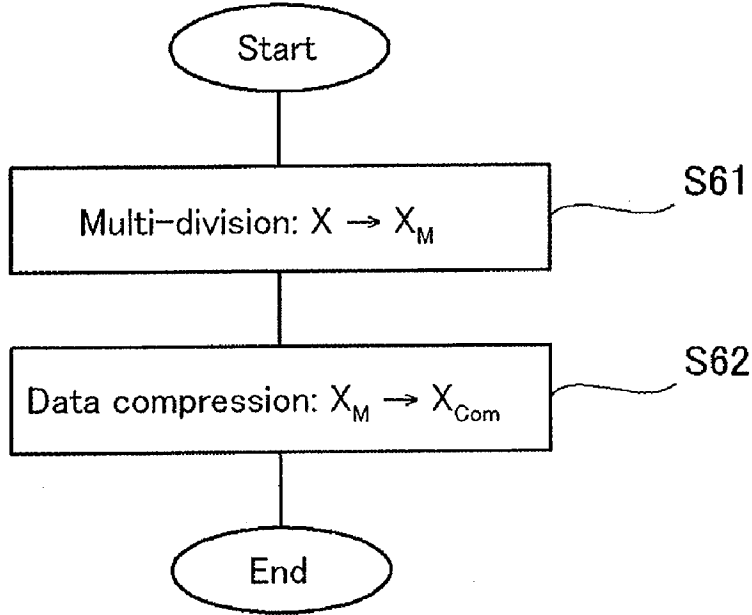 Start
S61
Multi-division: X → X_M
S62
Data compression: X_M → X_Com
End